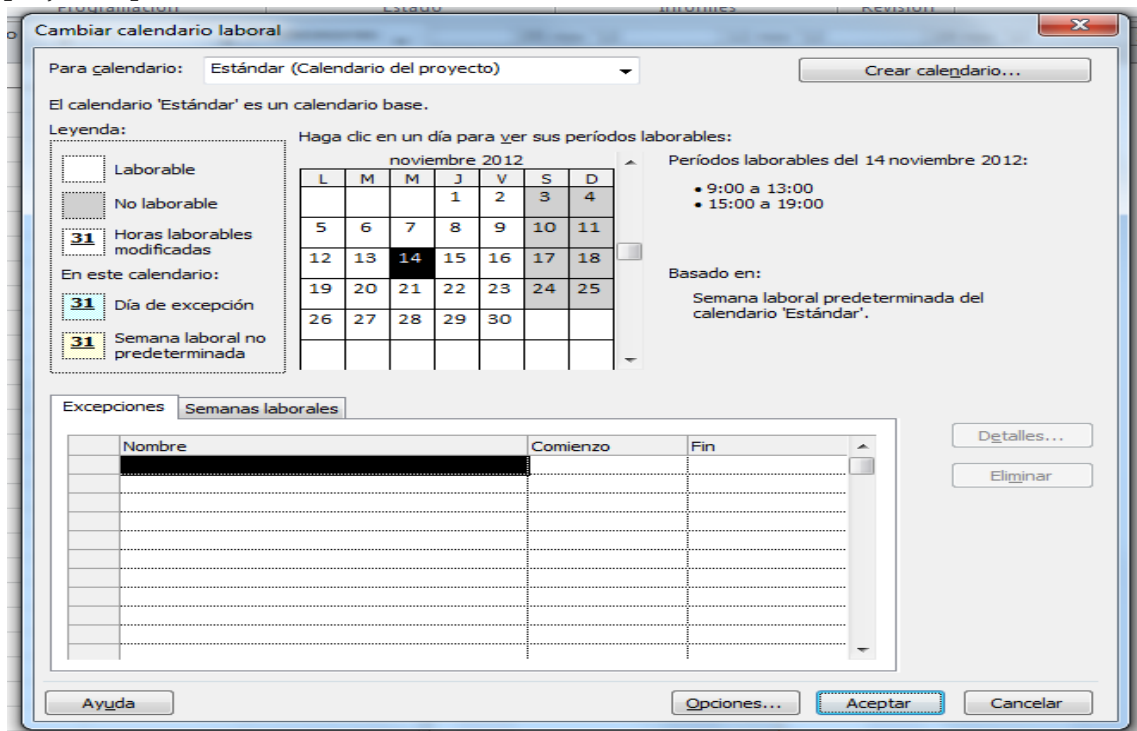 Programación Estado Informes Revisión
Cambiar calendario laboral
Para calendario: Estándar (Calendario del proyecto) Crear calendario...
El calendario 'Estándar' es un calendario base.
Leyenda:
Laborable
No laborable
31 Horas laborables
modificadas
En este calendario:
31 Día de excepción
31 Semana laboral no
predeterminada
Haga clic en un día para ver sus períodos laborables:
noviembre 2012
L M M J V S D
1 2 3 4
5 6 7 8 9 10 11
12 13 14 15 16 17 18
19 20 21 22 23 24 25
26 27 28 29 30
Períodos laborables del 14 noviembre 2012:
• 9:00 a 13:00
• 15:00 a 19:00
Basado en:
Semana laboral predeterminada del
calendario 'Estándar'.
Excepciones Semanas laborales
Nombre Comienzo Fin
Detalles...
Eliminar
Ayuda Opciones... Aceptar Cancelar